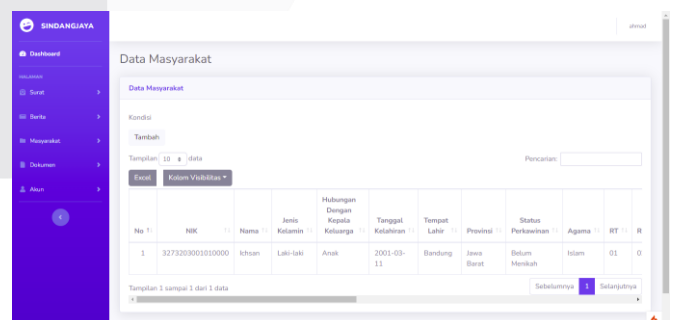 SINDANGJAYA
ahmad
Dashboard
HALAMAN
Surat
Berita
Masyarakat
Dokumen
Akun
Data Masyarakat
Data Masyarakat
Kondisi
Tambah
Tampilan 10 data
Pencarian:
Excel Kolom Visibilitas
No NIK Nama Jenis Kelamin Hubungan Dengan Kepala Keluarga Tanggal Kelahiran Tempat Lahir Provinsi Status Perkawinan Agama RT R
1 3273203001010000 Ichsan Laki-laki Anak 2001-03-11 Bandung Jawa Barat Belum Menikah Islam 01 0
Tampilan 1 sampai 1 dari 1 data
Sebelumnya 1 Selanjutnya